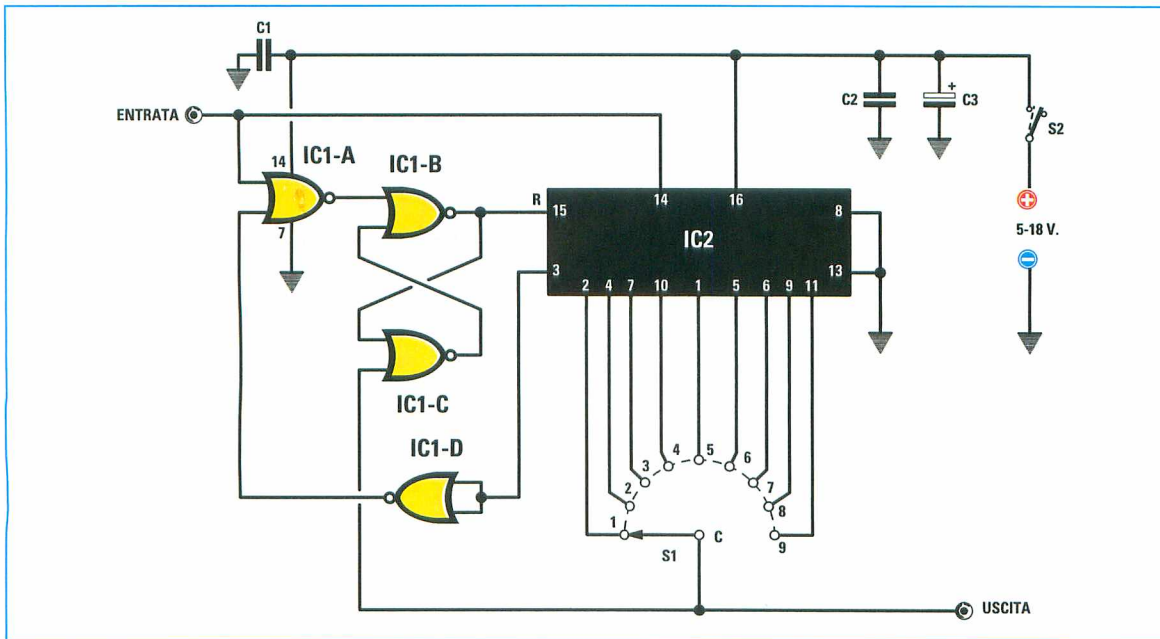 C1
ENTRATA
14
IC1-A
7
IC1-B
IC1-C
IC1-D
R
15
14
16
8
IC2
3
13
2 4 7 10 1 5 6 9 11
C2
+
C3
S2
+
5-18 V.
−
1
2
3
4
5
6
7
8
9
S1
C
USCITA